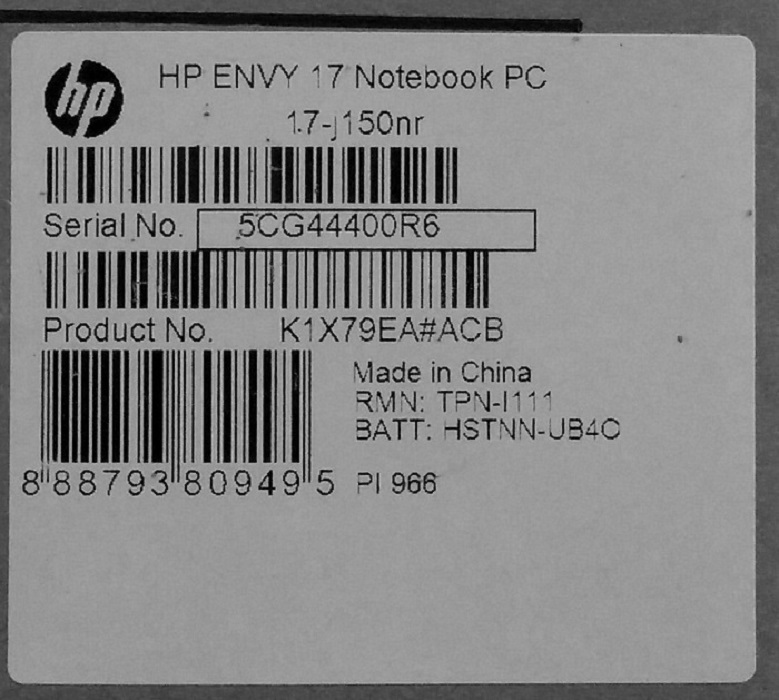 hp
HP ENVY 17 Notebook PC
17-j150nr
Serial No. 5CG44400R6
Product No. K1X79EA#ACB
Made in China
RMN: TPN-I111
BATT: HSTNN-UB4O
8 88793 80949 5 PI 966